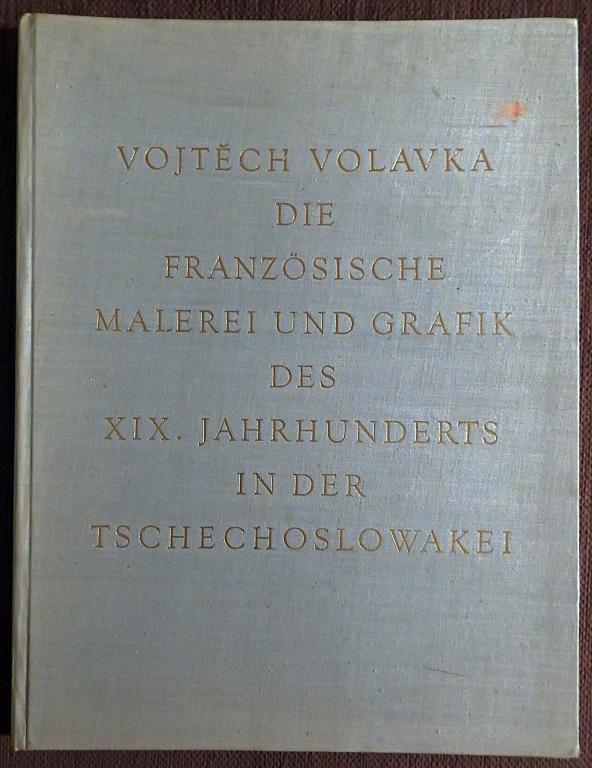 VOJTĚCH VOLAVKA
DIE
FRANZÖSISCHE
MALEREI UND GRAFIK
DES
XIX. JAHRHUNDERTS
IN DER
TSCHECHOSLOWAKEI